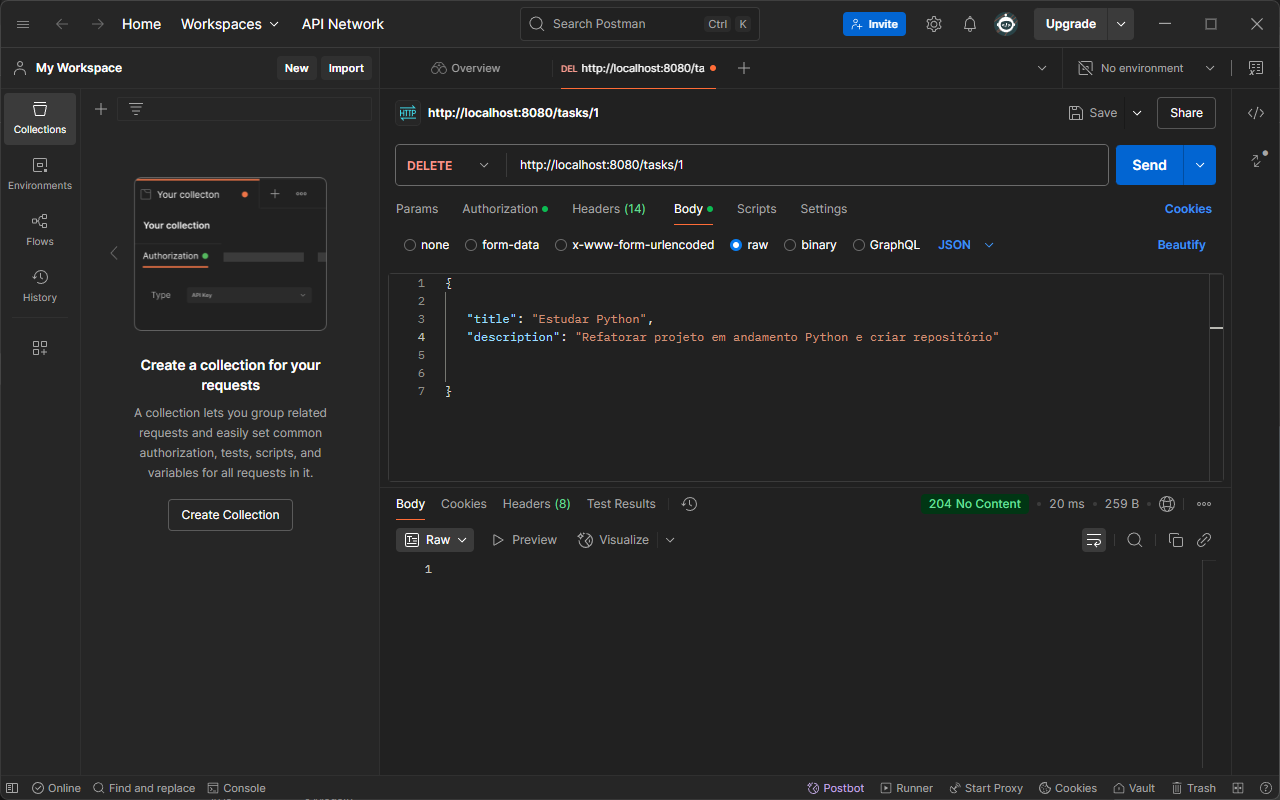 Home Workspaces API Network Search Postman Ctrl K Invite Upgrade
My Workspace New Import Overview DEL http://localhost:8080/ta No environment
Collections
Environments
Flows
History
Your collecton
Your collection
Authorization
Type API Key
Create a collection for your
requests
A collection lets you group related
requests and easily set common
authorization, tests, scripts, and
variables for all requests in it.
Create Collection
HTTP http://localhost:8080/tasks/1 Save Share
DELETE http://localhost:8080/tasks/1 Send
Params Authorization Headers (14) Body Scripts Settings Cookies
none form-data x-www-form-urlencoded raw binary GraphQL JSON Beautify
1 {
2
3 "title": "Estudar Python",
4 "description": "Refatorar projeto em andamento Python e criar repositório"
5
6
7 }
Body Cookies Headers (8) Test Results 204 No Content 20 ms 259 B
Raw Preview Visualize
1
Online Find and replace Console Postbot Runner Start Proxy Cookies Vault Trash